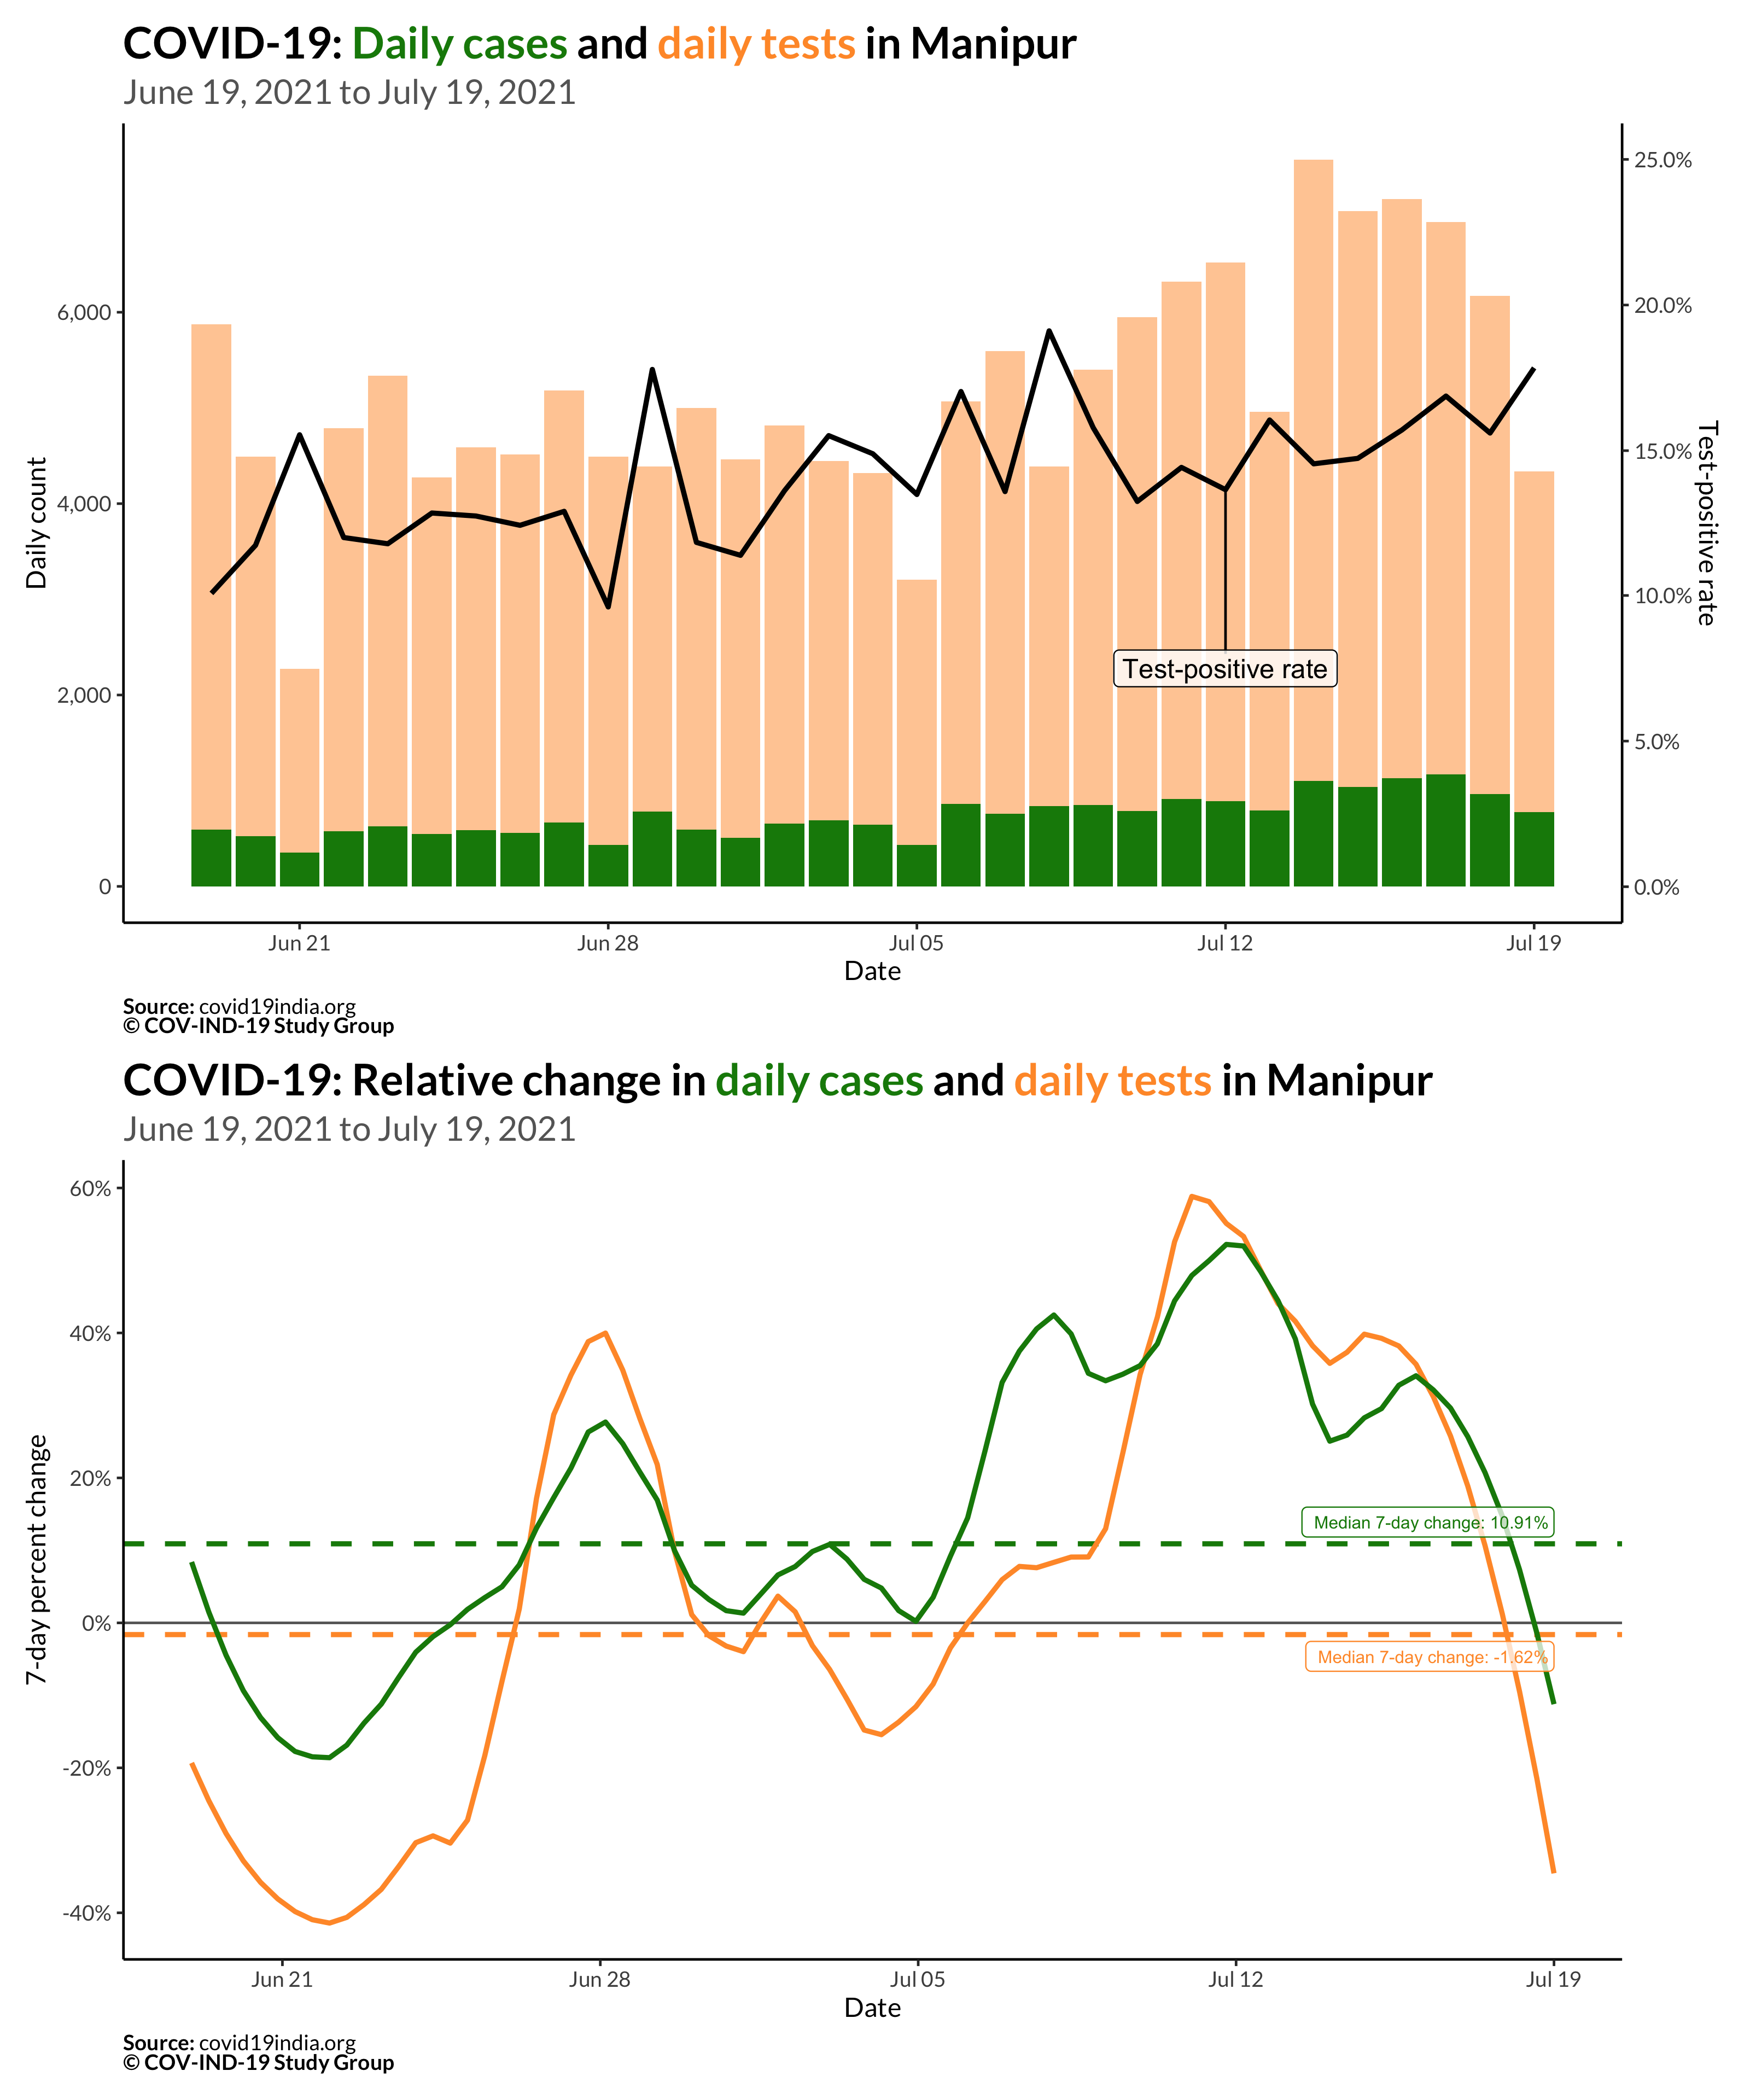 COVID-19: Daily cases and daily tests in Manipur
June 19, 2021 to July 19, 2021
25.0%
20.0%
6,000
15.0%
4,000
Daily count
Test-positive rate
10.0%
Test-positive rate
2,000
5.0%
0
0.0%
Jun 21 Jun 28 Jul 05 Jul 12 Jul 19
Date
Source: covid19india.org
© COV-IND-19 Study Group
COVID-19: Relative change in daily cases and daily tests in Manipur
June 19, 2021 to July 19, 2021
60%
40%
20%
7-day percent change
Median 7-day change: 10.91%
0%
Median 7-day change: -1.62%
-20%
-40%
Jun 21 Jun 28 Jul 05 Jul 12 Jul 19
Date
Source: covid19india.org
© COV-IND-19 Study Group